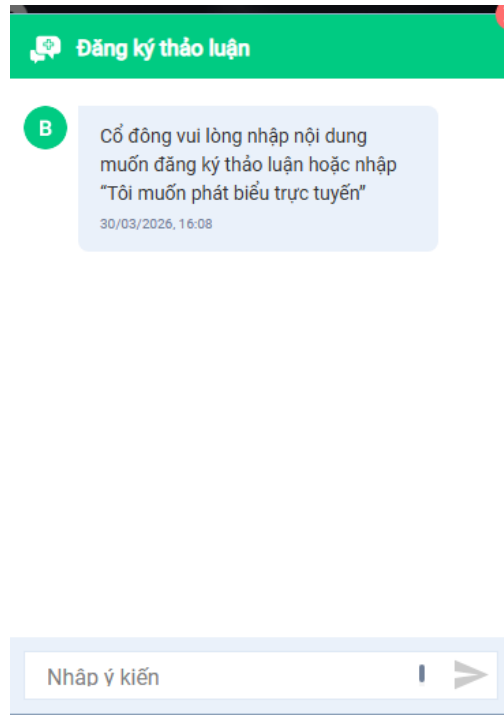 Đăng ký thảo luận
B
Cổ đông vui lòng nhập nội dung
muốn đăng ký thảo luận hoặc nhập
“Tôi muốn phát biểu trực tuyến”
30/03/2026, 16:08
Nhập ý kiến